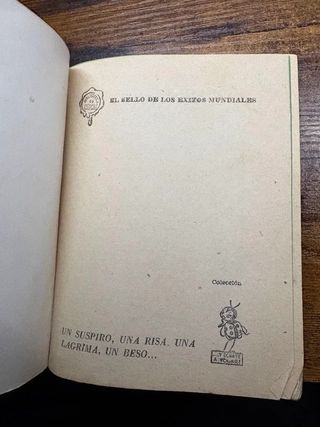 EL SELLO DE LOS EXITOS MUNDIALES
Colección
UN SUSPIRO, UNA RISA. UNA
LAGRIMA, UN BESO...